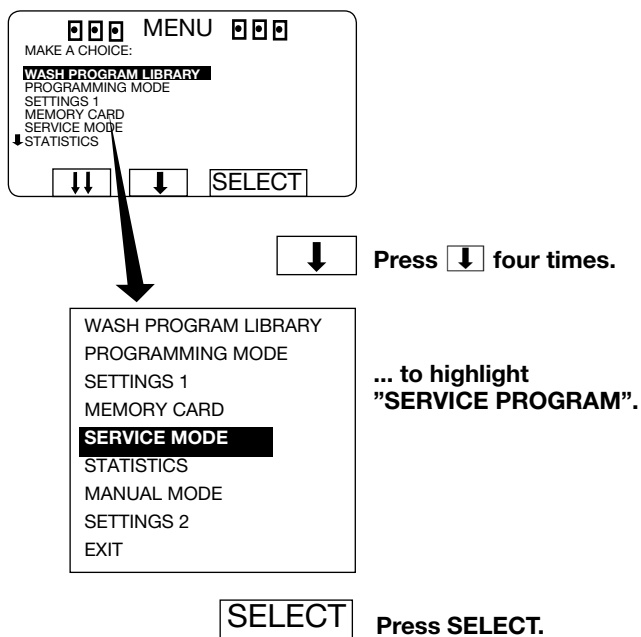 MENU
MAKE A CHOICE:
WASH PROGRAM LIBRARY
PROGRAMMING MODE
SETTINGS 1
MEMORY CARD
SERVICE MODE
STATISTICS
SELECT
Press ⬇ four times.
WASH PROGRAM LIBRARY
PROGRAMMING MODE
SETTINGS 1
MEMORY CARD
SERVICE MODE
STATISTICS
MANUAL MODE
SETTINGS 2
EXIT
... to highlight
”SERVICE PROGRAM”.
SELECT
Press SELECT.